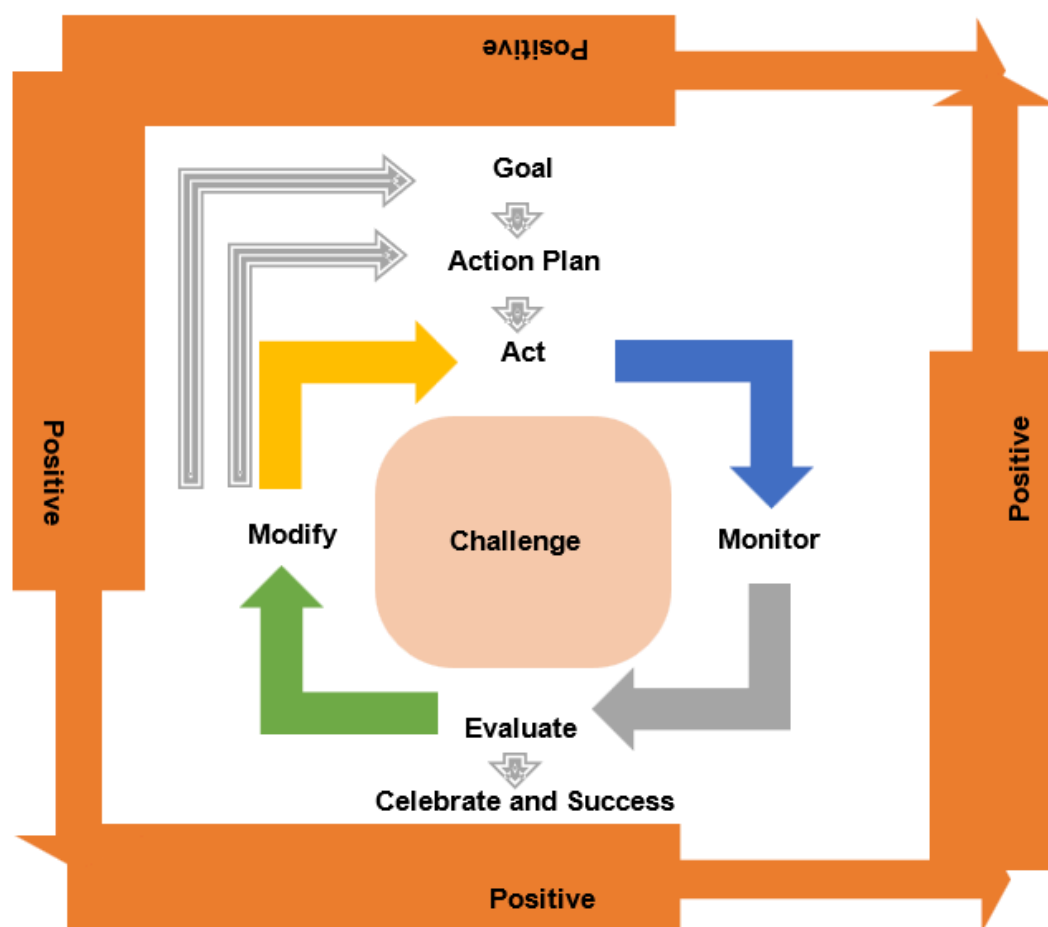 Positive
Goal
Action Plan
Act
Positive
Positive
Modify
Challenge
Monitor
Evaluate
Celebrate and Success
Positive